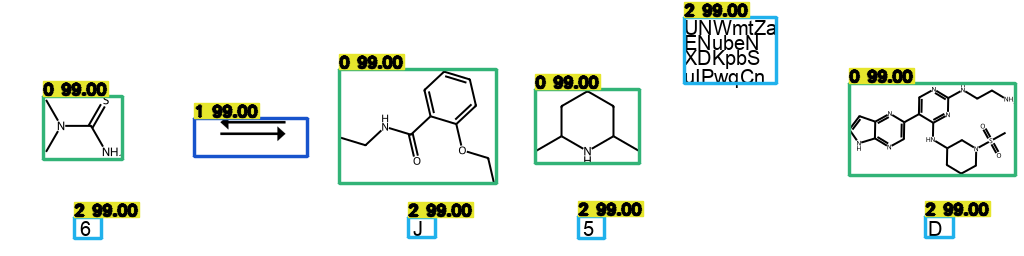 2 99.00
UNWmtZa
ENubeN
XDKpbS
uIPwqCn
0 99.00
1 99.00
0 99.00
0 99.00
0 99.00
S
N
NH
H
N
O
O
N
H
N
N
N
H
N
N
N
NH
HN
N
S
O
O
N
H
2 99.00
6
2 99.00
J
2 99.00
5
2 99.00
D